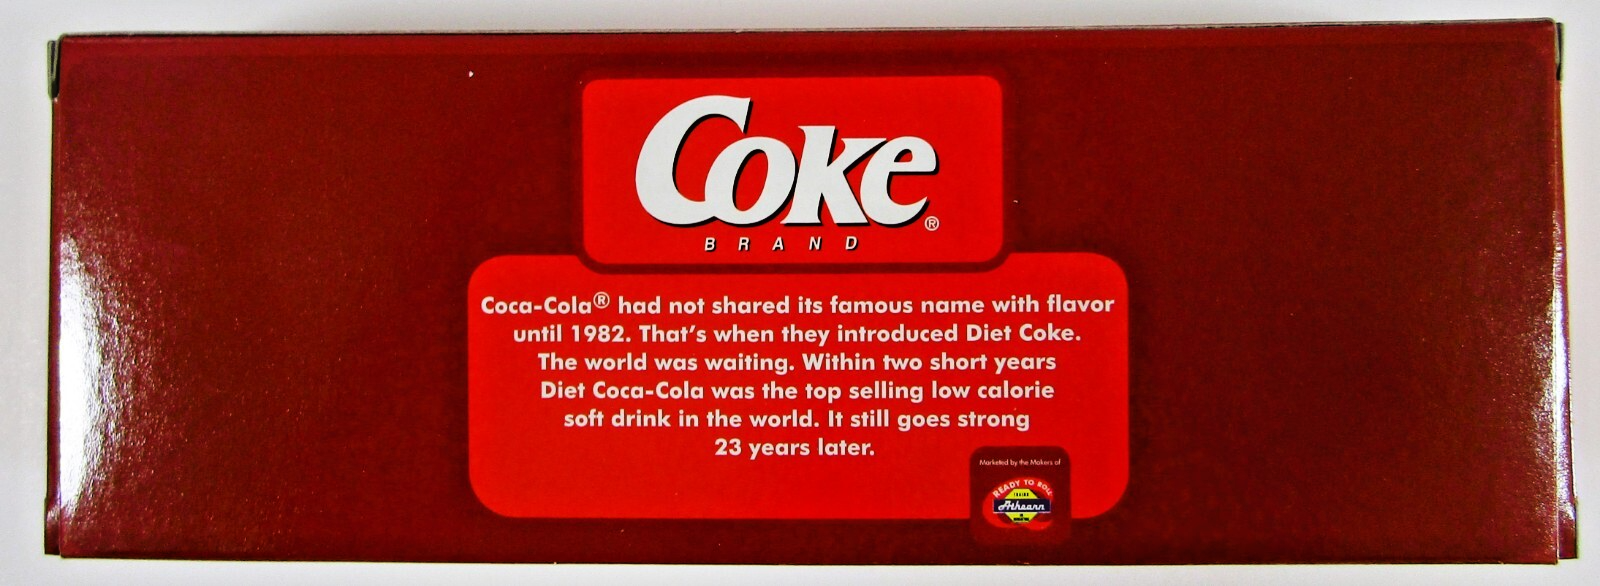 Coke®
BRAND
Coca-Cola® had not shared its famous name with flavor
until 1982. That's when they introduced Diet Coke.
The world was waiting. Within two short years
Diet Coca-Cola was the top selling low calorie
soft drink in the world. It still goes strong
23 years later.
Marketed by the Makers of
READY TO ROLL
TRAINS
Athearn